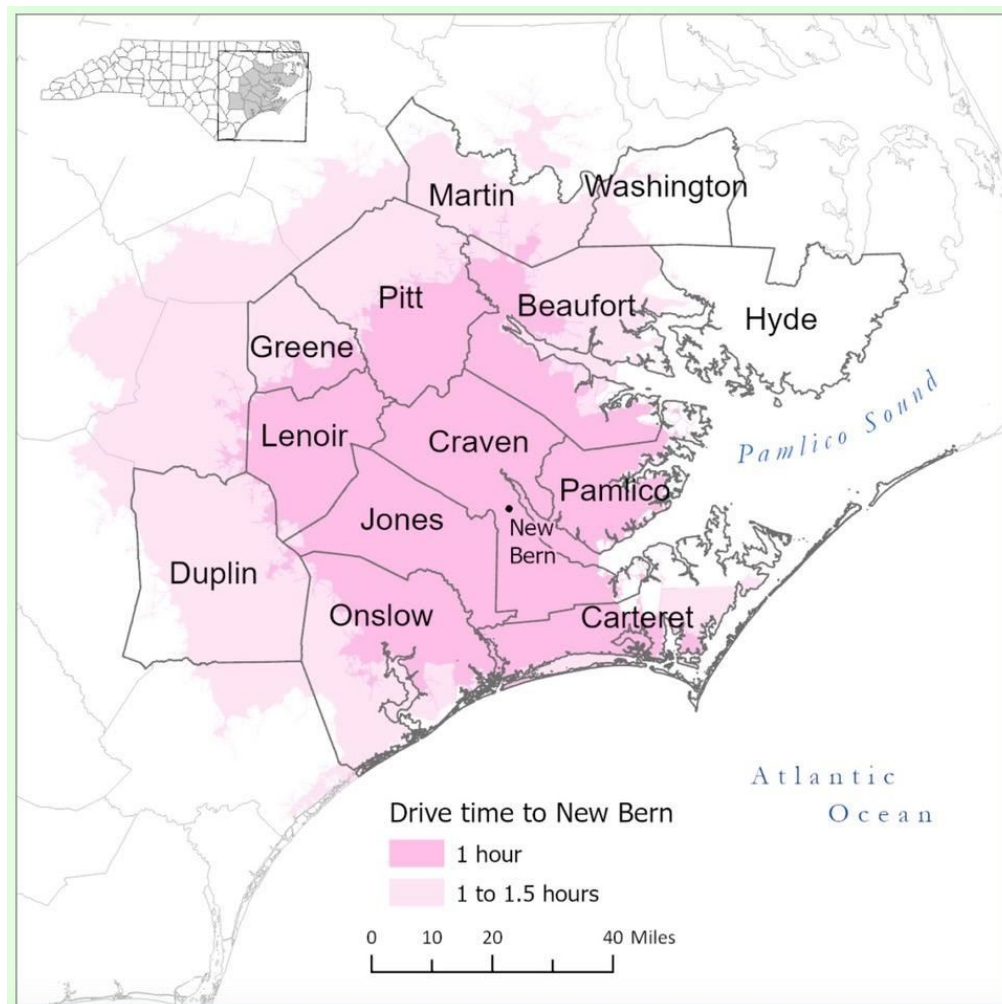 Martin
Washington
Pitt
Beaufort
Hyde
Greene
Pamlico Sound
Lenoir
Craven
Pamlico
Jones
New
Bern
Duplin
Onslow
Carteret
Atlantic
Ocean
Drive time to New Bern
1 hour
1 to 1.5 hours
0 10 20 40 Miles